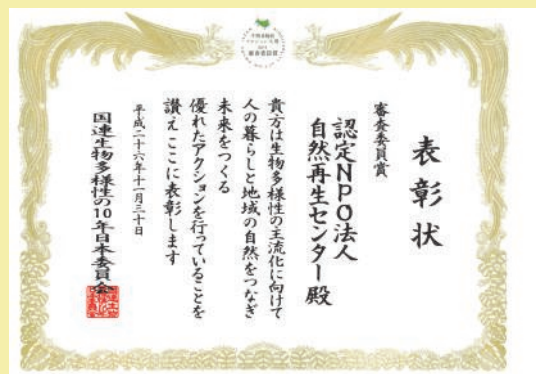 表彰状
審査委員賞
認定NPO法人
自然再生センター殿
貴方は生物多様性の主流化に向けて
人の暮らしと地域の自然をつなぎ
未来をつくる
優れたアクションを行っていることを
讃えここに表彰します
平成二十六年十一月三十日
国連生物多様性の10年日本委員会